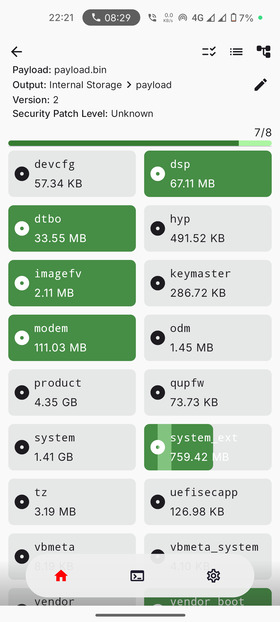 22:21 08:29 0.0 KB/s 4G 7%
Payload: payload.bin
Output: Internal Storage > payload
Version: 2
Security Patch Level: Unknown
7/8
devcfg
57.34 KB
dsp
67.11 MB
dtbo
33.55 MB
hyp
491.52 KB
imagefv
2.11 MB
keymaster
286.72 KB
modem
111.03 MB
odm
1.45 MB
product
4.35 GB
qupfw
73.73 KB
system
1.41 GB
system_ext
759.42 MB
tz
3.19 MB
uefisecapp
126.98 KB
vbmeta
vbmeta_system
vendor
vendor_boot